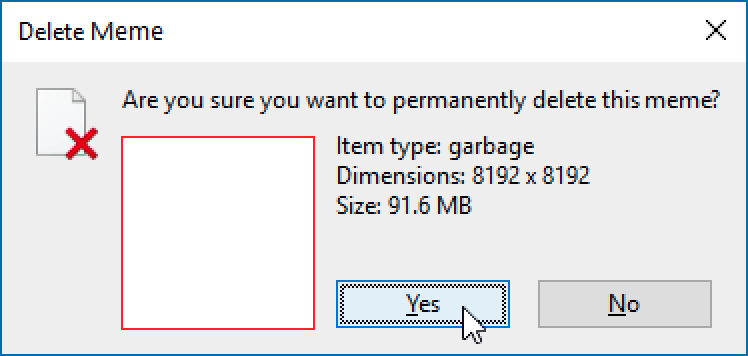 Delete Meme
Are you sure you want to permanently delete this meme?
Item type: garbage
Dimensions: 8192 x 8192
Size: 91.6 MB
Yes
No